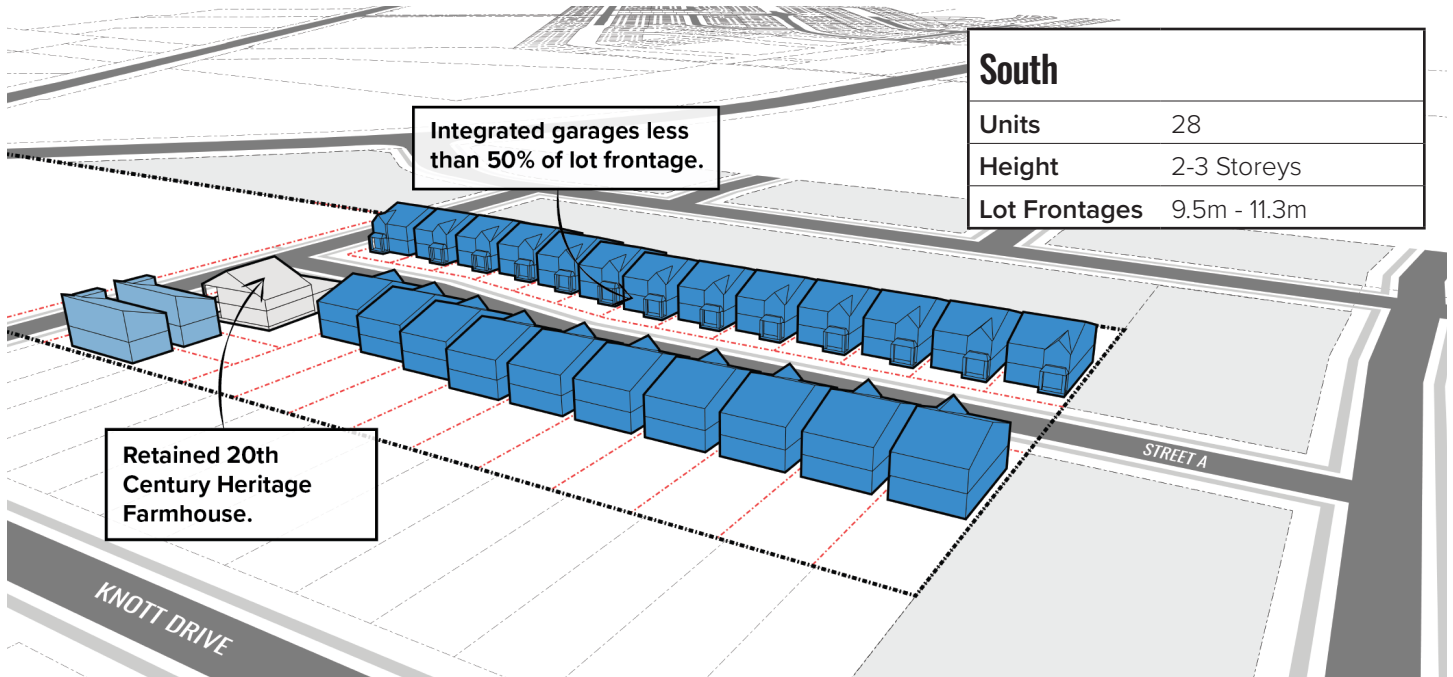 South
Units 28
Height 2-3 Storeys
Lot Frontages 9.5m - 11.3m
Integrated garages less
than 50% of lot frontage.
Retained 20th
Century Heritage
Farmhouse.
STREET A
KNOTT DRIVE